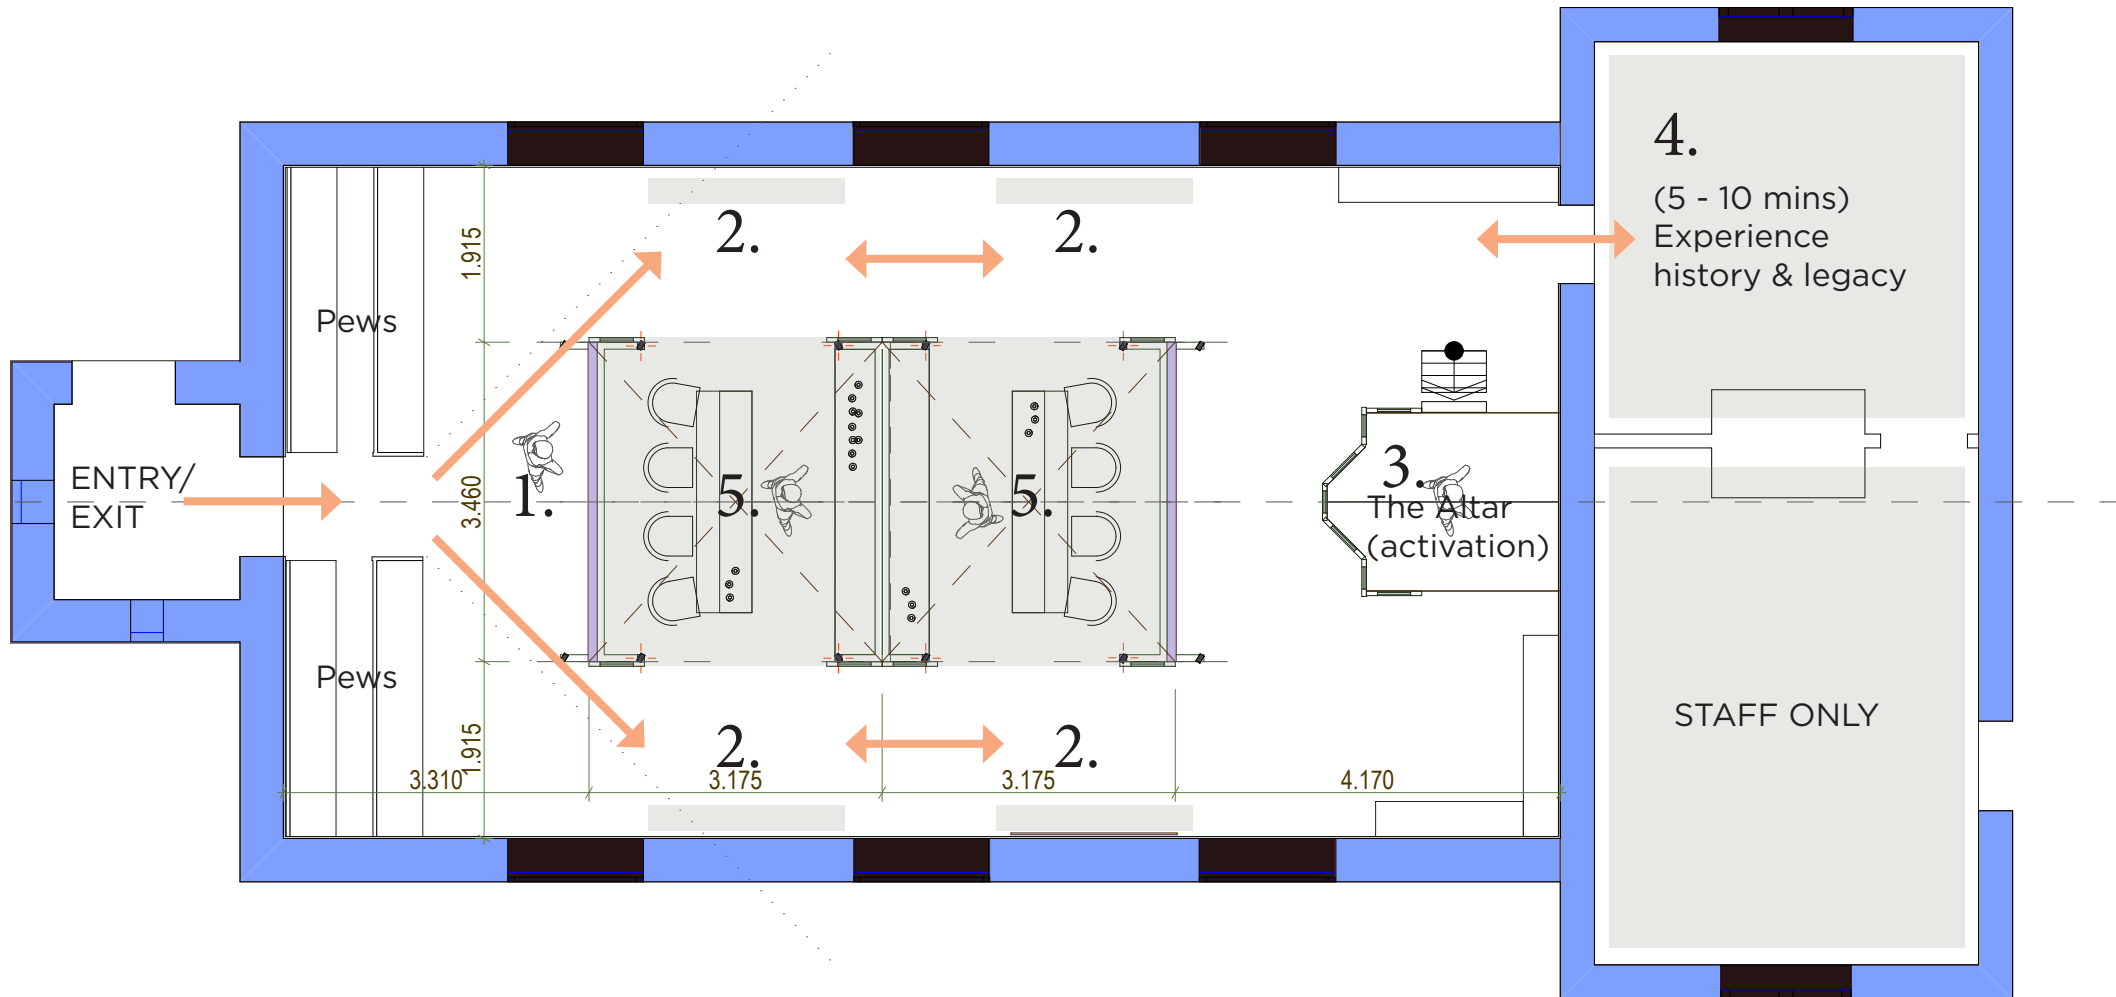 4.
(5 - 10 mins)
Experience
history & legacy
2.
2.
1.915
Pews
ENTRY/
EXIT
3.460
1.
5.
5.
3.
The Altar
(activation)
Pews
STAFF ONLY
1.915
2.
2.
3.310
3.175
3.175
4.170